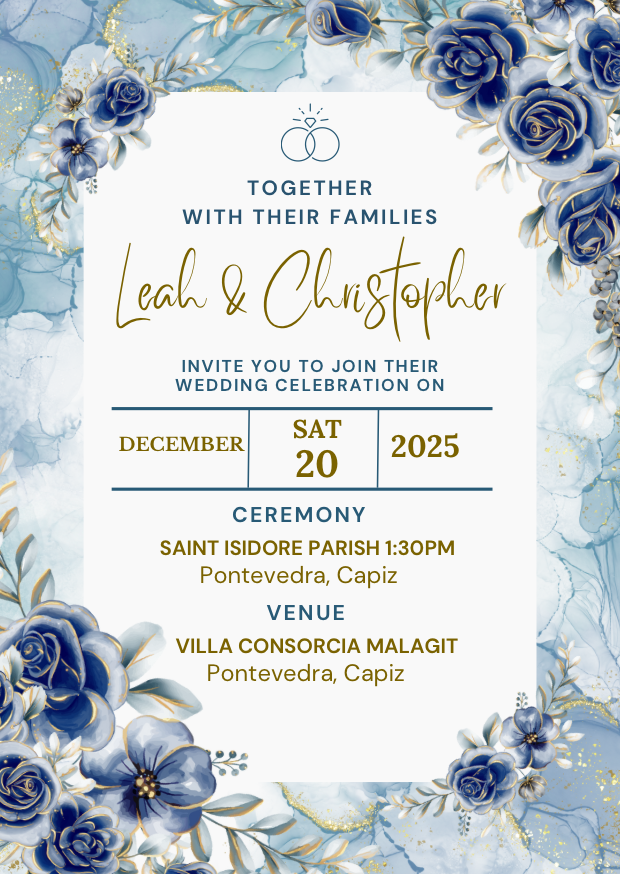 TOGETHER
WITH THEIR FAMILIES
Leah & Christopher
INVITE YOU TO JOIN THEIR
WEDDING CELEBRATION ON
DECEMBER
SAT
20
2025
CEREMONY
SAINT ISIDORE PARISH 1:30PM
Pontevedra, Capiz
VENUE
VILLA CONSORCIA MALAGIT
Pontevedra, Capiz